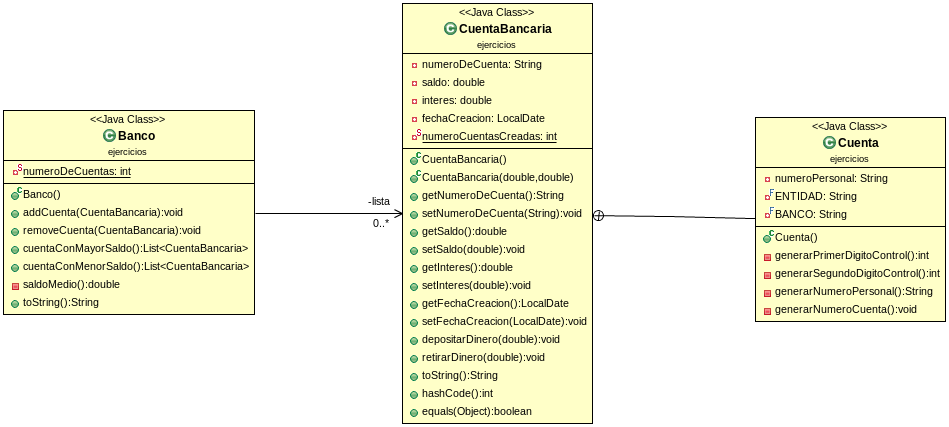 <<Java Class>>
CuentaBancaria
ejercicios
numeroDeCuenta: String
saldo: double
interes: double
fechaCreacion: LocalDate
numeroCuentasCreadas: int
CuentaBancaria()
CuentaBancaria(double,double)
getNumeroDeCuenta():String
setNumeroDeCuenta(String):void
getSaldo():double
setSaldo(double):void
getInteres():double
setInteres(double):void
getFechaCreacion():LocalDate
setFechaCreacion(LocalDate):void
depositarDinero(double):void
retirarDinero(double):void
toString():String
hashCode():int
equals(Object):boolean
<<Java Class>>
Banco
ejercicios
numeroDeCuentas: int
Banco()
addCuenta(CuentaBancaria):void
removeCuenta(CuentaBancaria):void
cuentaConMayorSaldo():List<CuentaBancaria>
cuentaConMenorSaldo():List<CuentaBancaria>
saldoMedio():double
toString():String
-lista
0..*
<<Java Class>>
Cuenta
ejercicios
numeroPersonal: String
ENTIDAD: String
BANCO: String
Cuenta()
generarPrimerDigitoControl():int
generarSegundoDigitoControl():int
generarNumeroPersonal():String
generarNumeroCuenta():void